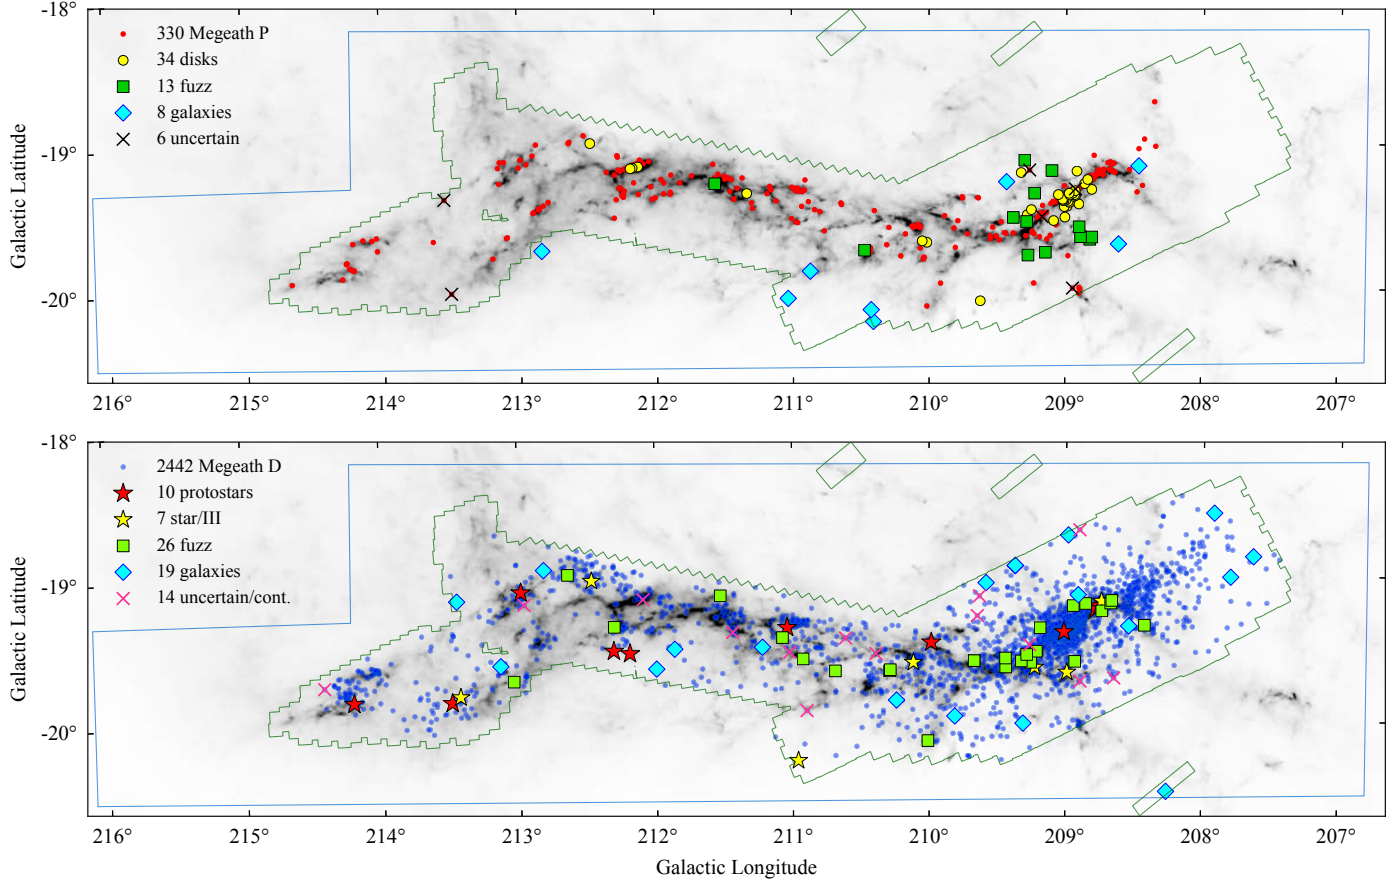 -18°
330 Megeath P
34 disks
13 fuzz
8 galaxies
6 uncertain
-19°
-20°
Galactic Latitude
216° 215° 214° 213° 212° 211° 210° 209° 208° 207°
-18°
2442 Megeath D
10 protostars
7 star/III
26 fuzz
19 galaxies
14 uncertain/cont.
-19°
-20°
Galactic Latitude
216° 215° 214° 213° 212° 211° 210° 209° 208° 207°
Galactic Longitude